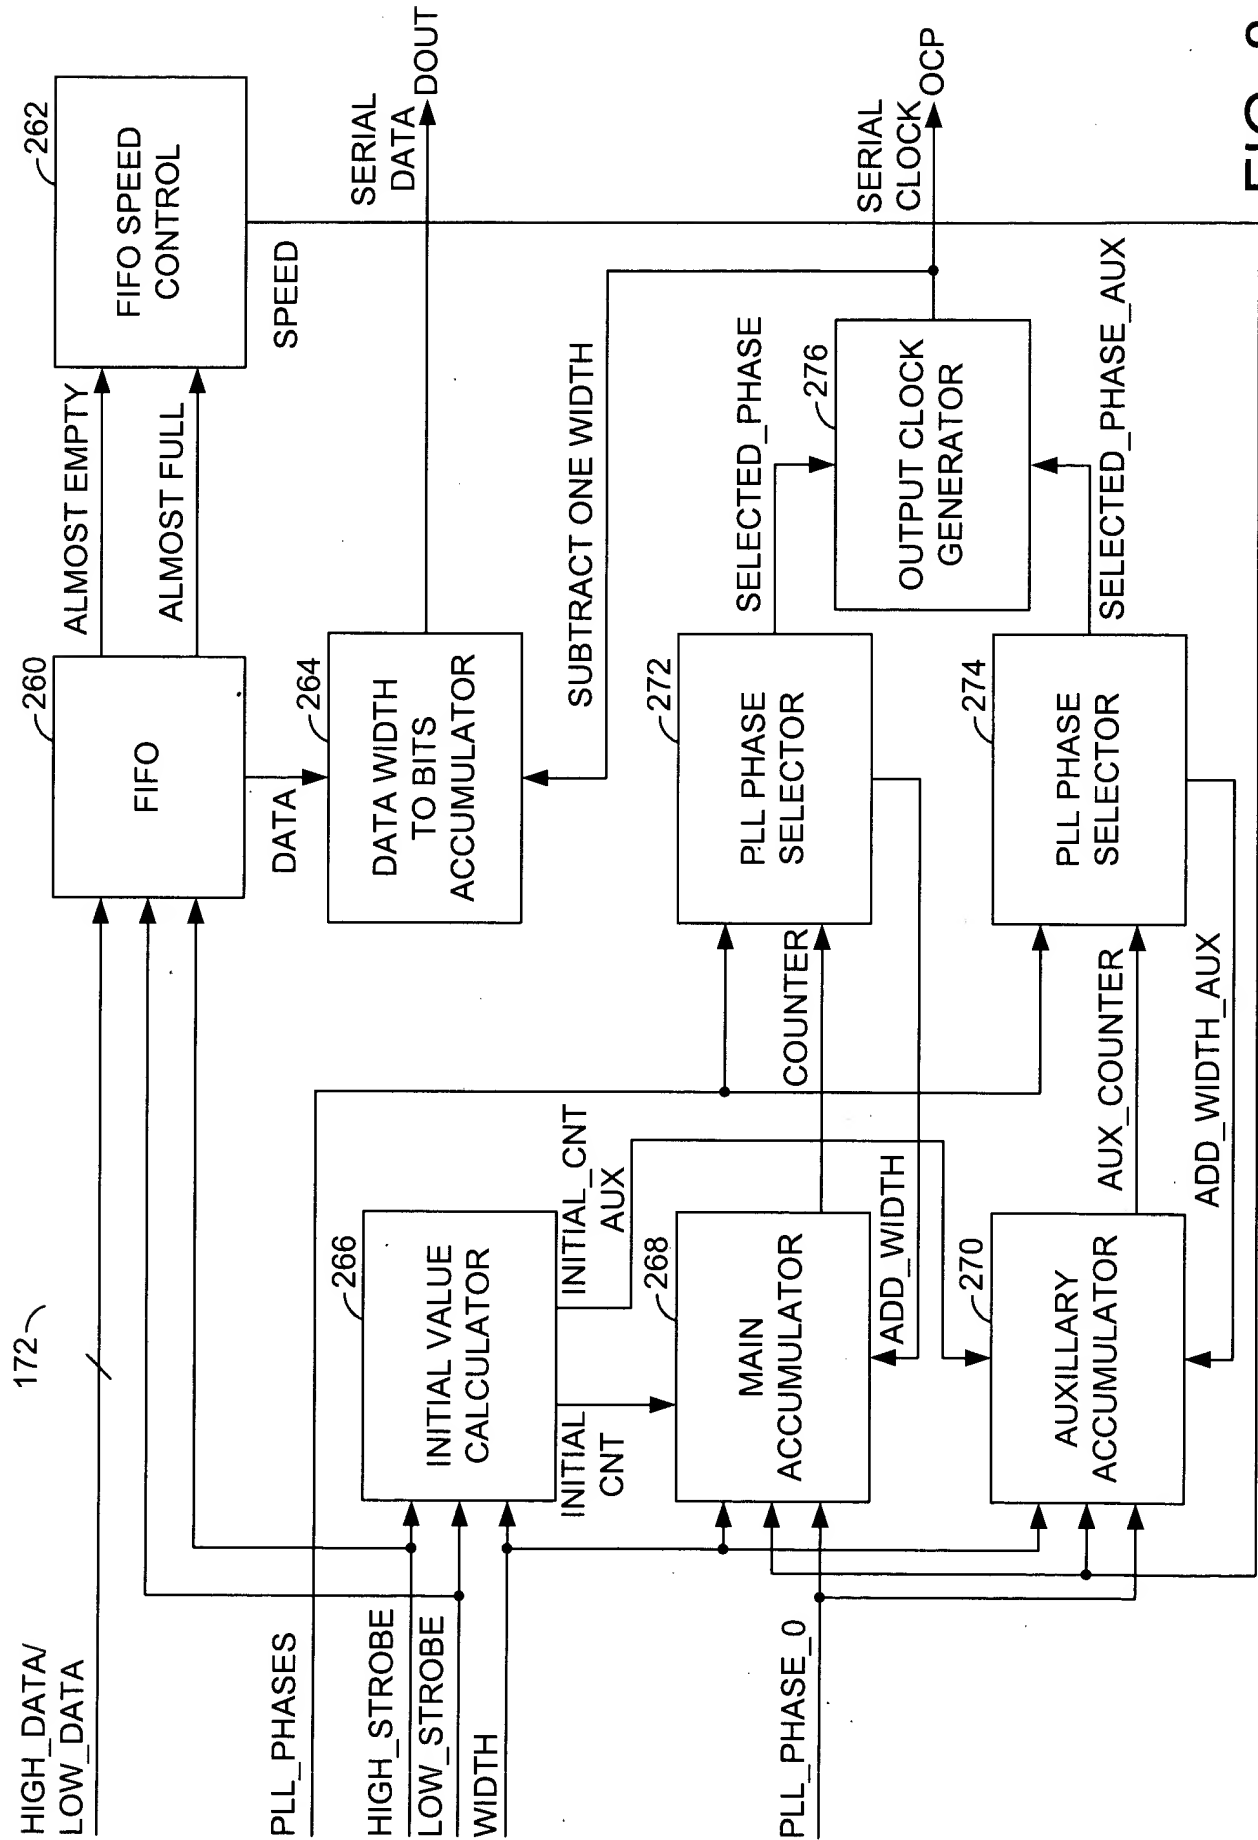 172
HIGH_DATA/
LOW_DATA
PLL_PHASES
HIGH_STROBE
LOW_STROBE
WIDTH
PLL_PHASE_0
260
FIFO
ALMOST EMPTY
ALMOST FULL
262
FIFO SPEED
CONTROL
SPEED
DATA
264
DATA WIDTH
TO BITS
ACCUMULATOR
SERIAL
DATA
DOUT
SUBTRACT ONE WIDTH
266
INITIAL VALUE
CALCULATOR
INITIAL
CNT
INITIAL_CNT
AUX
268
MAIN
ACCUMULATOR
COUNTER
ADD_WIDTH
272
PLL PHASE
SELECTOR
SELECTED_PHASE
276
OUTPUT CLOCK
GENERATOR
SERIAL
CLOCK
OCP
270
AUXILLARY
ACCUMULATOR
AUX_COUNTER
ADD_WIDTH_AUX
274
PLL PHASE
SELECTOR
SELECTED_PHASE_AUX